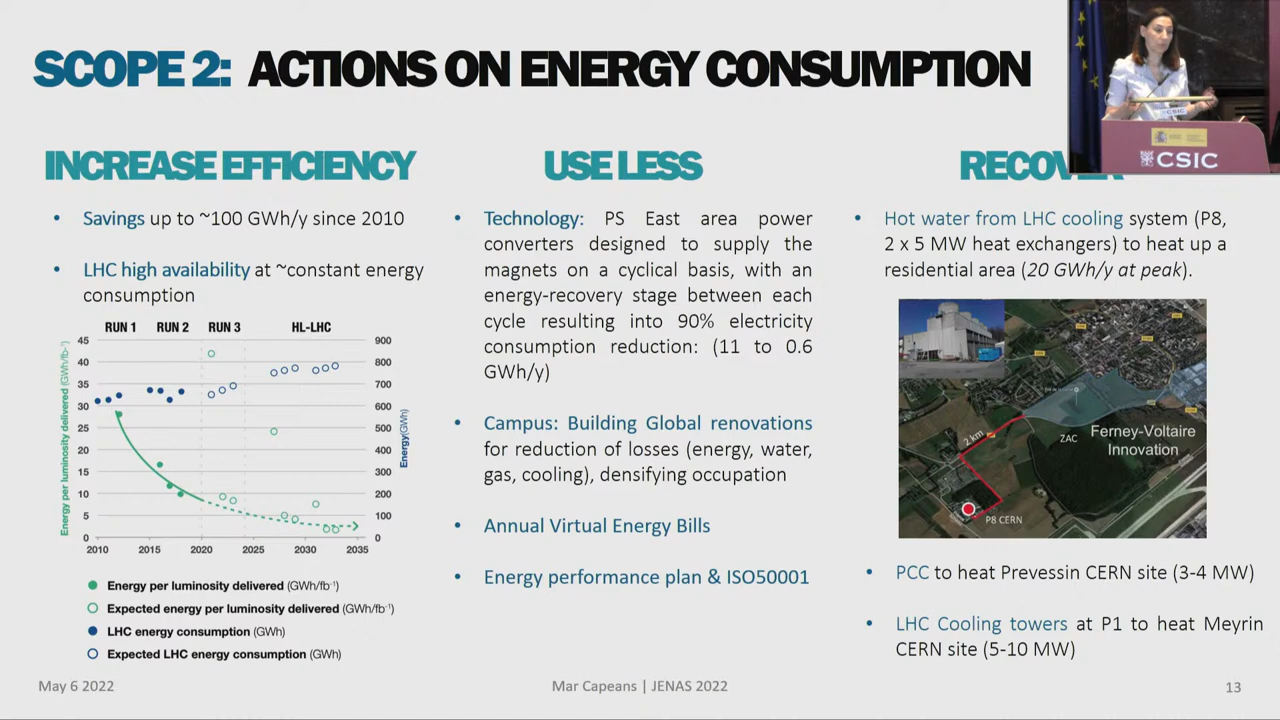 SCOPE 2: ACTIONS ON ENERGY CONSUMPTION
CSIC
CSIC
INCREASE EFFICIENCY
• Savings up to ~100 GWh/y since 2010
• LHC high availability at ~constant energy
consumption
RUN 1 RUN 2 RUN 3 HL-LHC
Energy per luminosity delivered (GWh/fb⁻¹)
45
40
35
30
25
20
15
10
5
0
900
800
700
600
500
400
300
200
100
0
Energy(GWh)
2010 2015 2020 2025 2030 2035
Energy per luminosity delivered (GWh/fb⁻¹)
Expected energy per luminosity delivered (GWh/fb⁻¹)
LHC energy consumption (GWh)
Expected LHC energy consumption (GWh)
USE LESS
• Technology: PS East area power
converters designed to supply the
magnets on a cyclical basis, with an
energy-recovery stage between each
cycle resulting into 90% electricity
consumption reduction: (11 to 0.6
GWh/y)
• Campus: Building Global renovations
for reduction of losses (energy, water,
gas, cooling), densifying occupation
• Annual Virtual Energy Bills
• Energy performance plan & ISO50001
RECOVER
• Hot water from LHC cooling system (P8,
2 x 5 MW heat exchangers) to heat up a
residential area (20 GWh/y at peak).
2 km
ZAC
Ferney-Voltaire
Innovation
P8 CERN
• PCC to heat Prevessin CERN site (3-4 MW)
• LHC Cooling towers at P1 to heat Meyrin
CERN site (5-10 MW)
May 6 2022
Mar Capeans | JENAS 2022
13